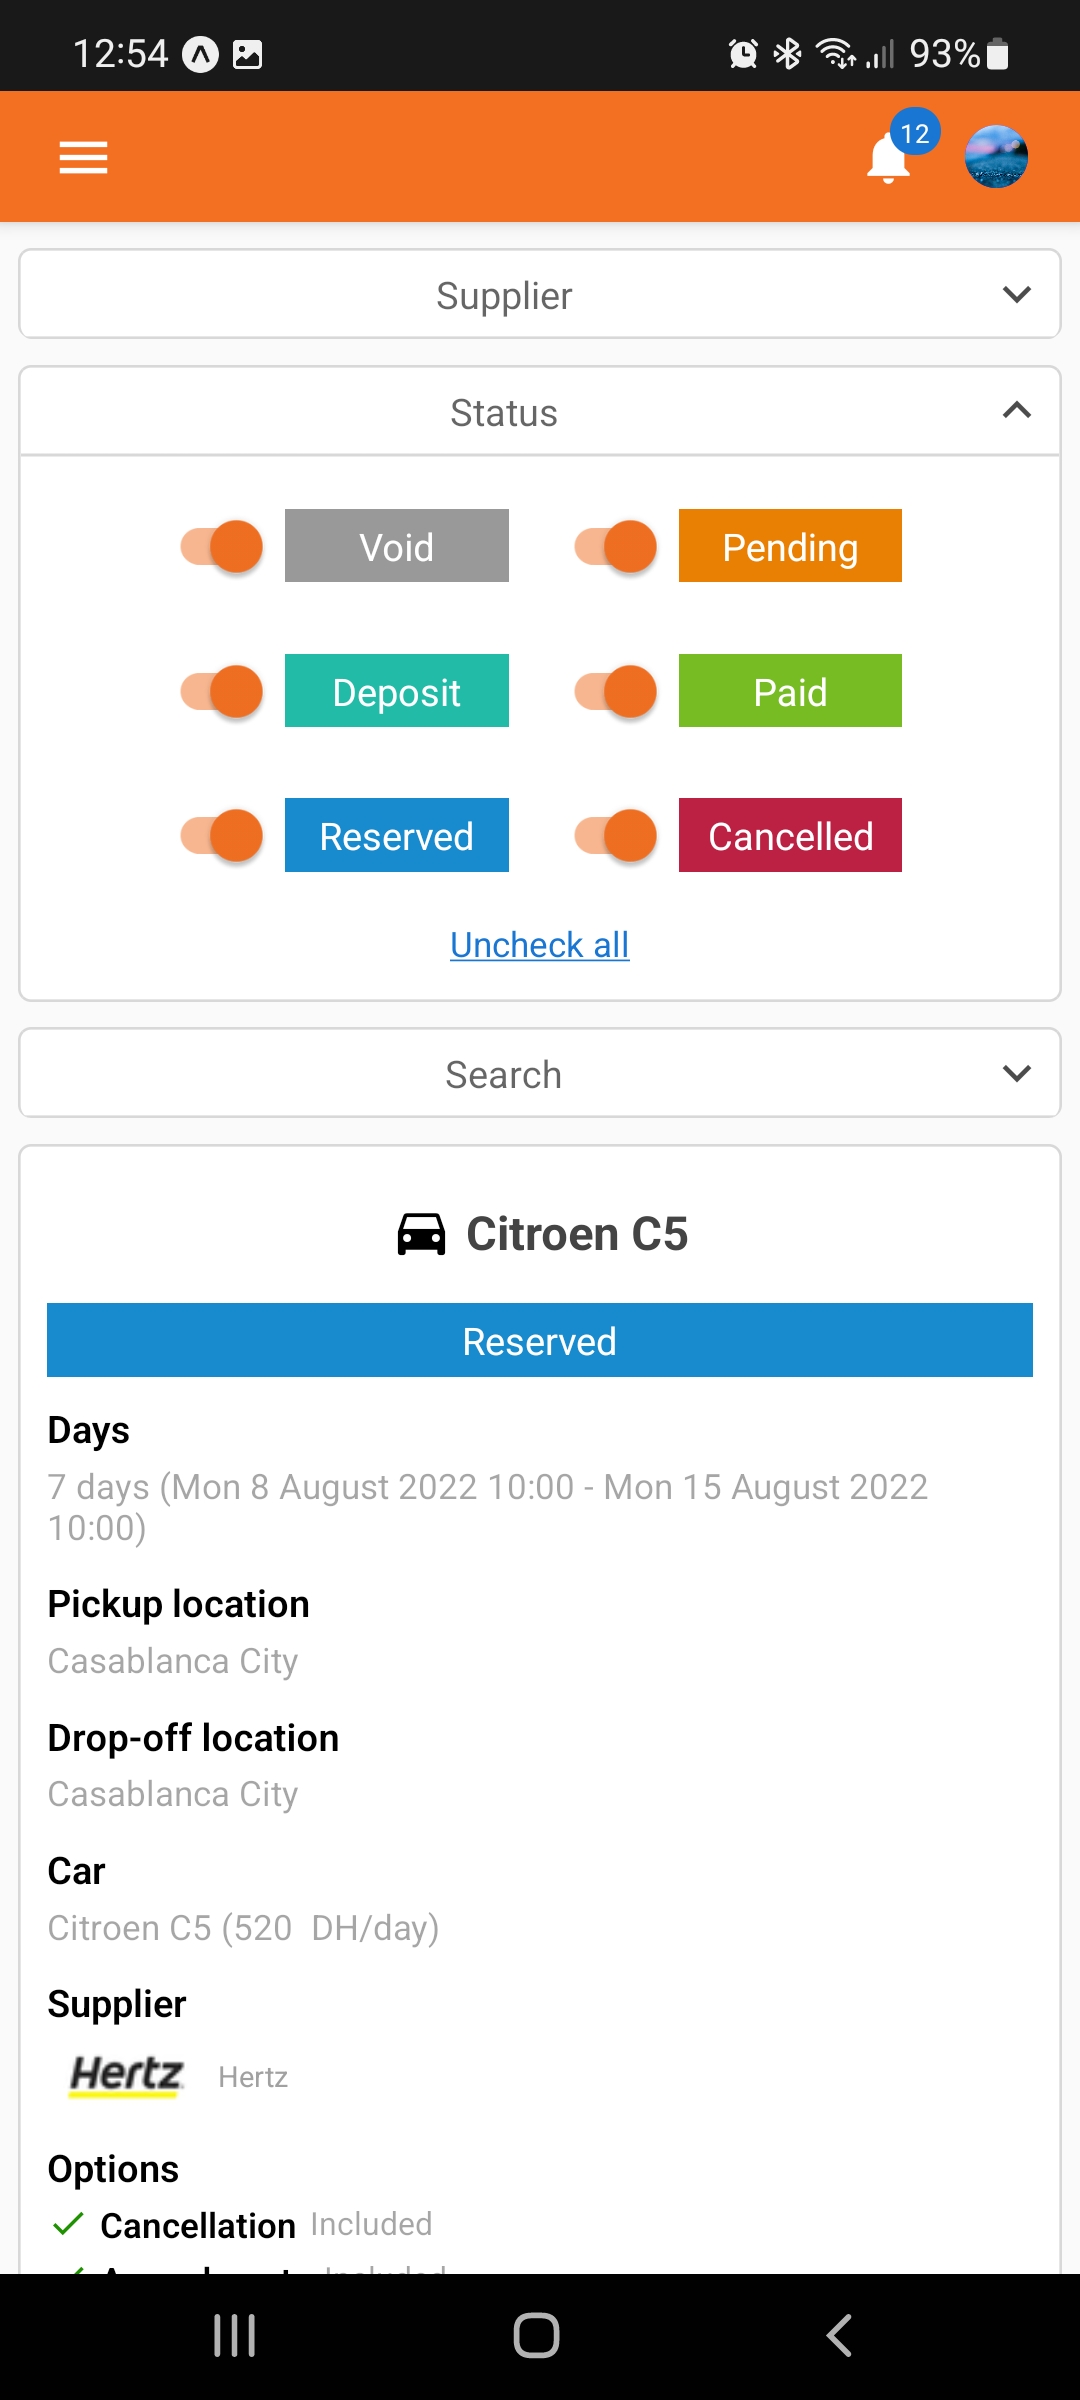 12:54 93%
12
Supplier
Status
Void Pending
Deposit Paid
Reserved Cancelled
Uncheck all
Search
Citroen C5
Reserved
Days
7 days (Mon 8 August 2022 10:00 - Mon 15 August 2022
10:00)
Pickup location
Casablanca City
Drop-off location
Casablanca City
Car
Citroen C5 (520  DH/day)
Supplier
Hertz Hertz
Options
Cancellation Included